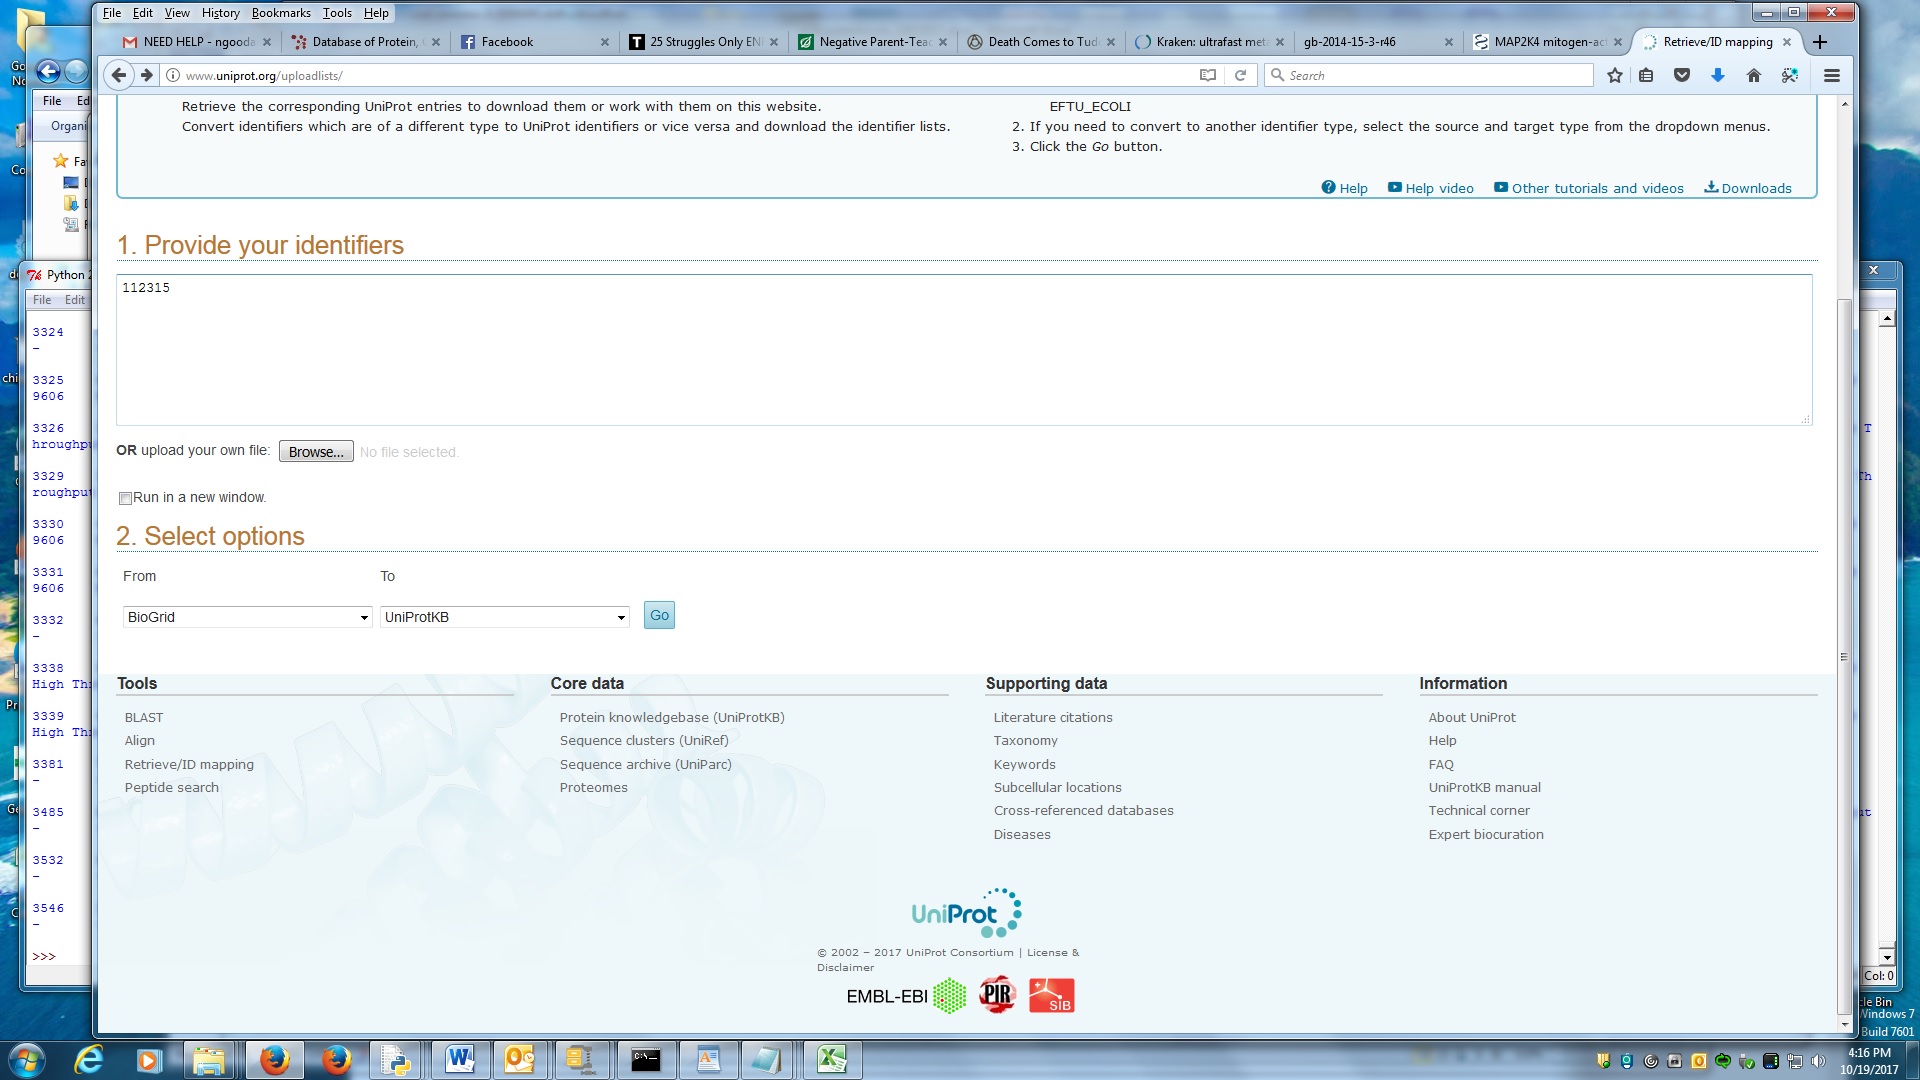 File Edit View History Bookmarks Tools Help
NEED HELP - ngooda
Database of Protein,
Facebook
25 Struggles Only EN
Negative Parent-Tea
Death Comes to Tud
Kraken: ultrafast meta
gb-2014-15-3-r46
MAP2K4 mitogen-act
Retrieve/ID mapping
www.uniprot.org/uploadlists/
Search
Retrieve the corresponding UniProt entries to download them or work with them on this website.
Convert identifiers which are of a different type to UniProt identifiers or vice versa and download the identifier lists.
EFTU_ECOLI
2. If you need to convert to another identifier type, select the source and target type from the dropdown menus.
3. Click the Go button.
Help Help video Other tutorials and videos Downloads
1. Provide your identifiers
112315
OR upload your own file: Browse... No file selected.
Run in a new window.
2. Select options
From To
BioGrid UniProtKB Go
Tools
BLAST
Align
Retrieve/ID mapping
Peptide search
Core data
Protein knowledgebase (UniProtKB)
Sequence clusters (UniRef)
Sequence archive (UniParc)
Proteomes
Supporting data
Literature citations
Taxonomy
Keywords
Subcellular locations
Cross-referenced databases
Diseases
Information
About UniProt
Help
FAQ
UniProtKB manual
Technical corner
Expert biocuration
UniProt
© 2002 – 2017 UniProt Consortium | License &
Disclaimer
EMBL-EBI PIR SIB
File Ed
Organi
Python 2
File Edit
3324
-
3325
9606
3326
hroughpu
3329
roughput
3330
9606
3331
9606
3332
-
3338
High Th
3339
High Th
3381
-
3485
-
3532
-
3546
-
>>>
Col: 0
cle Bin
Windows 7
Build 7601
4:16 PM
10/19/2017